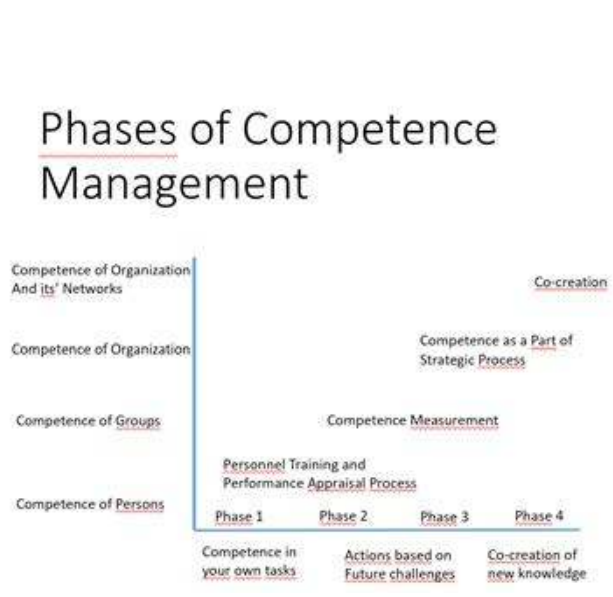 Phases of Competence
Management
Competence of Organization
And its' Networks
Co-creation
Competence of Organization
Competence as a Part of
Strategic Process
Competence of Groups
Competence Measurement
Personnel Training and
Performance Appraisal Process
Competence of Persons
Phase 1
Phase 2
Phase 3
Phase 4
Competence in
your own tasks
Actions based on
Future challenges
Co-creation of
new knowledge